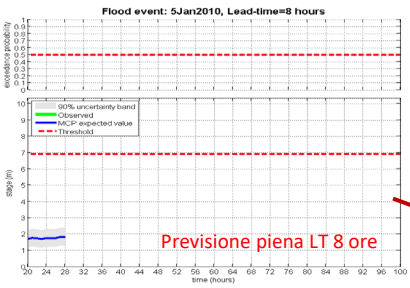 Flood event: 5Jan2010, Lead-time=8 hours
exceedance probability
1
0.9
0.8
0.7
0.6
0.5
0.4
0.3
0.2
0.1
0
stage (m)
10
9
8
7
6
5
4
3
2
1
0
90% uncertainty band
Observed
MCP expected value
Threshold
Previsione piena LT 8 ore
20 24 28 32 36 40 44 48 52 56 60 64 68 72 76 80 84 88 92 96 100
time (hours)